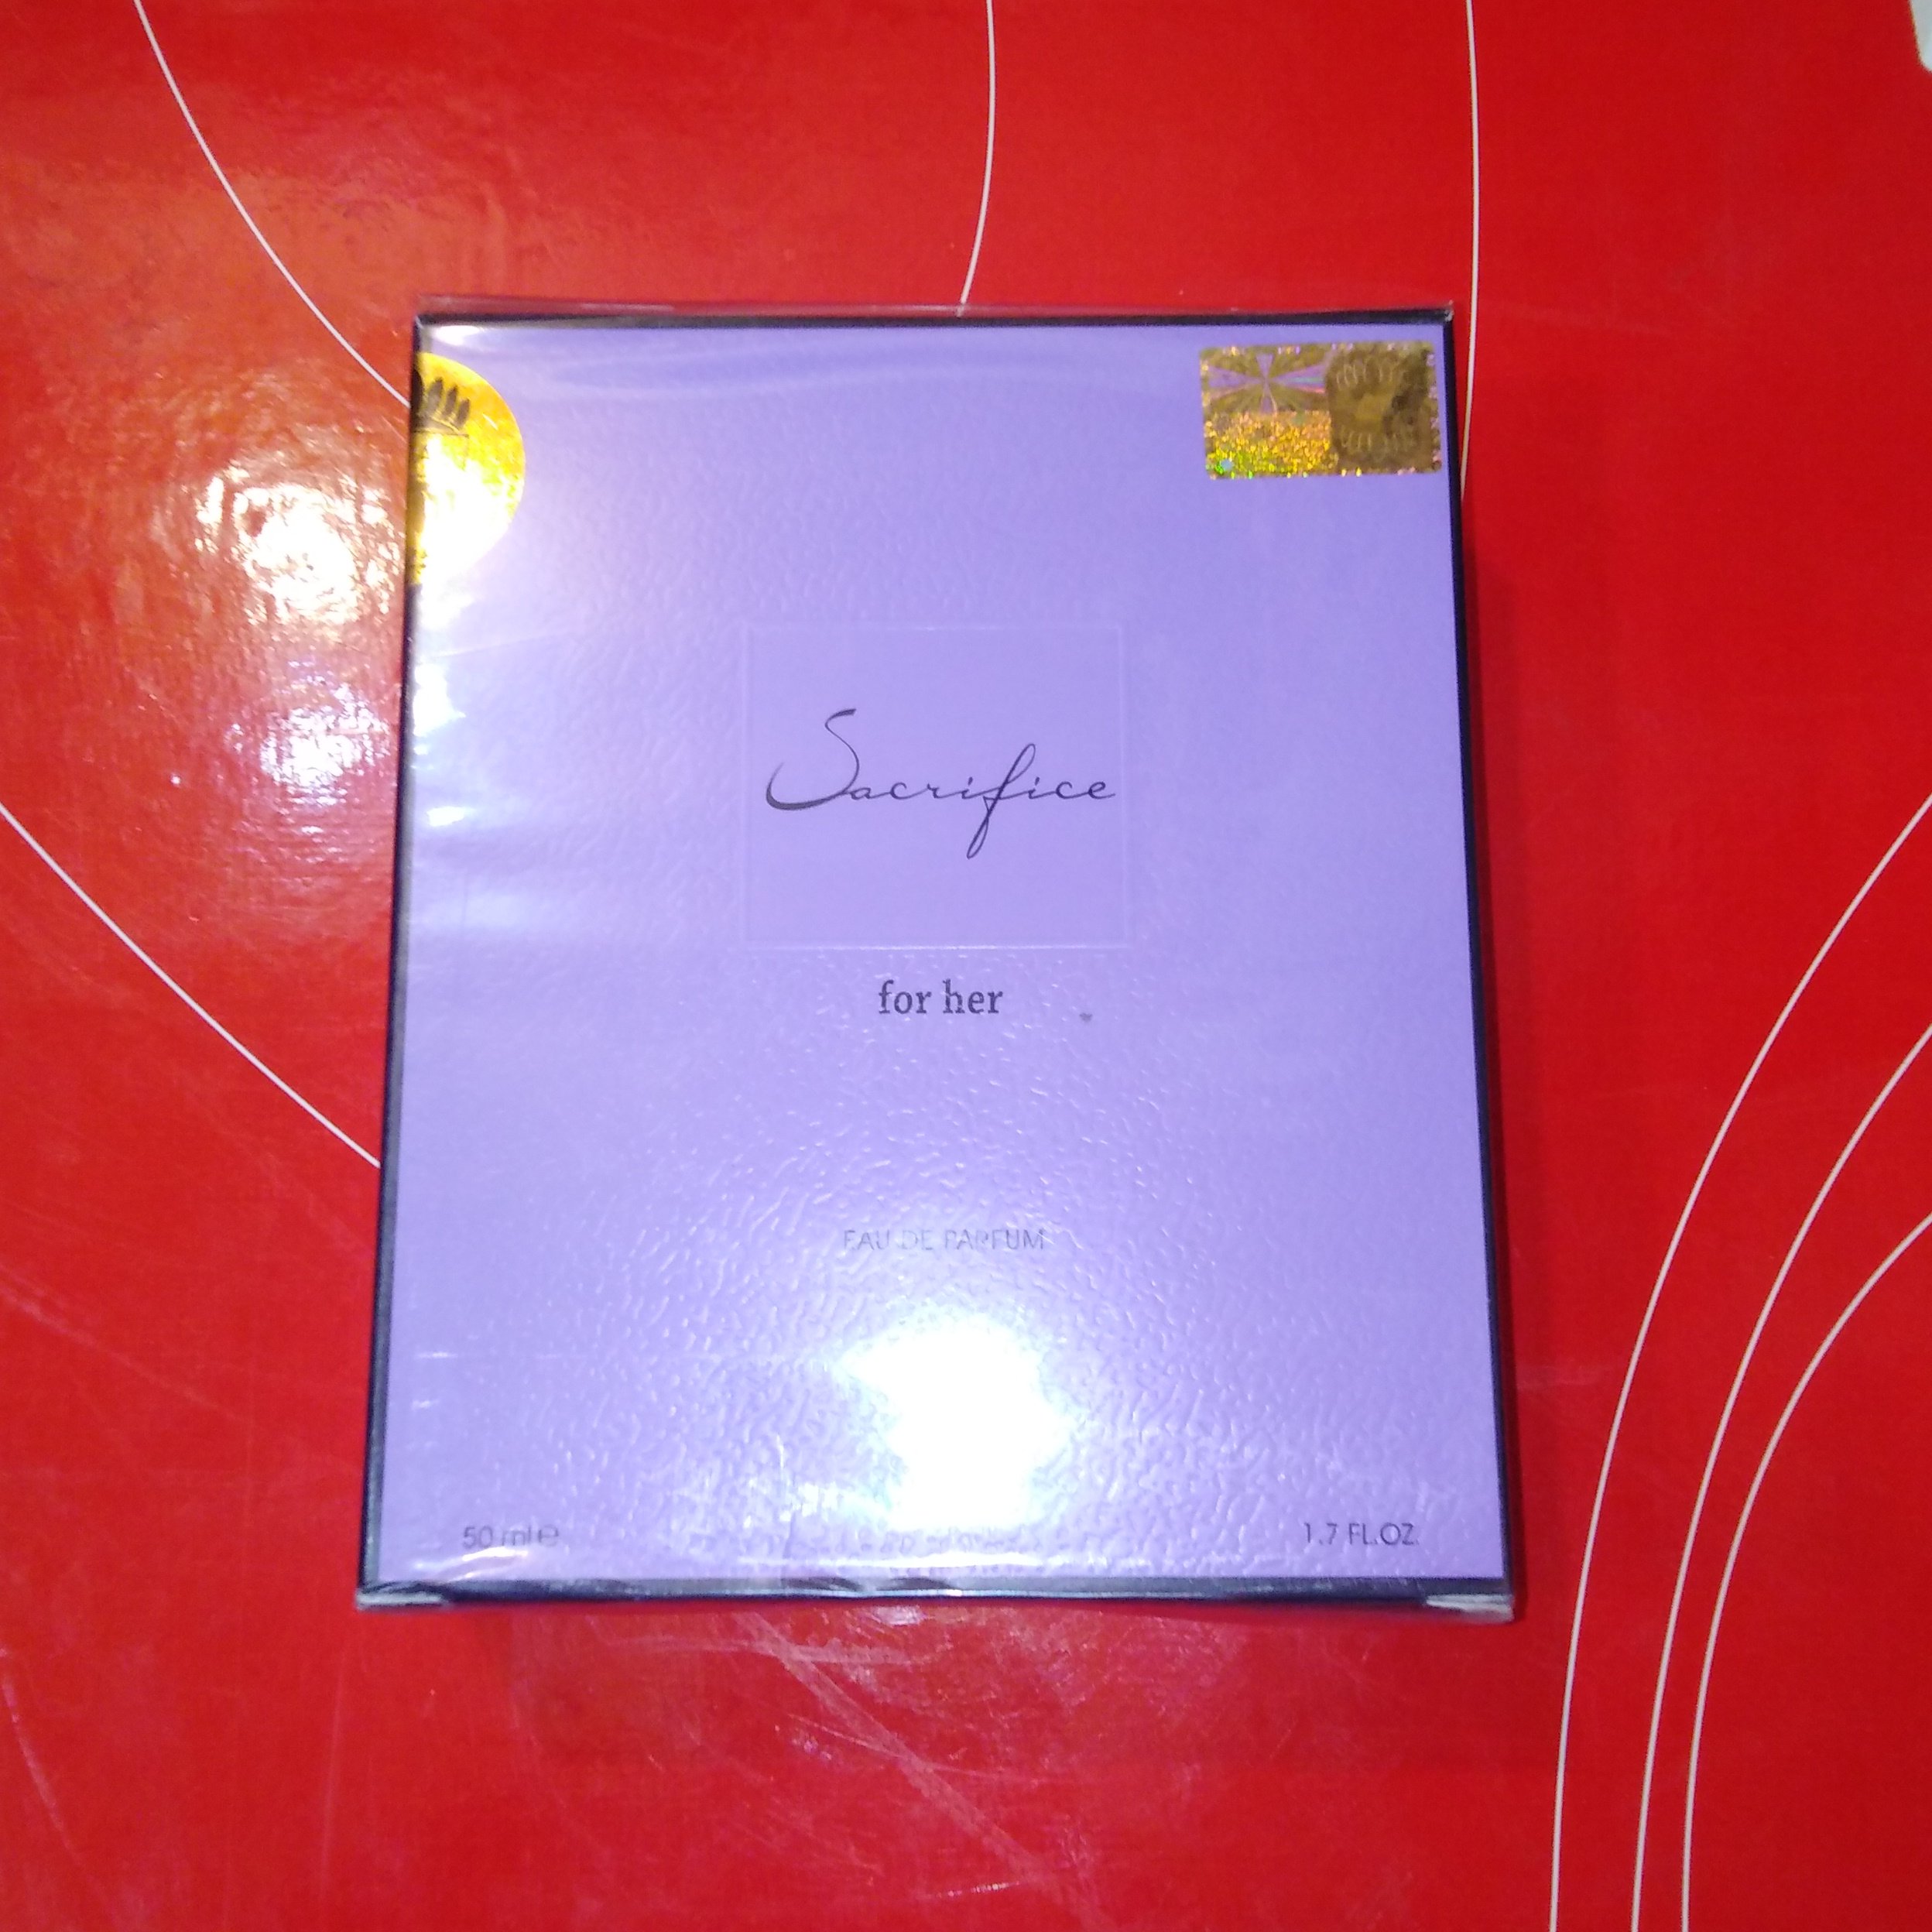 Sacrifice
for her
EAU DE PARFUM
50 ml ℮
1.7 FL.OZ.